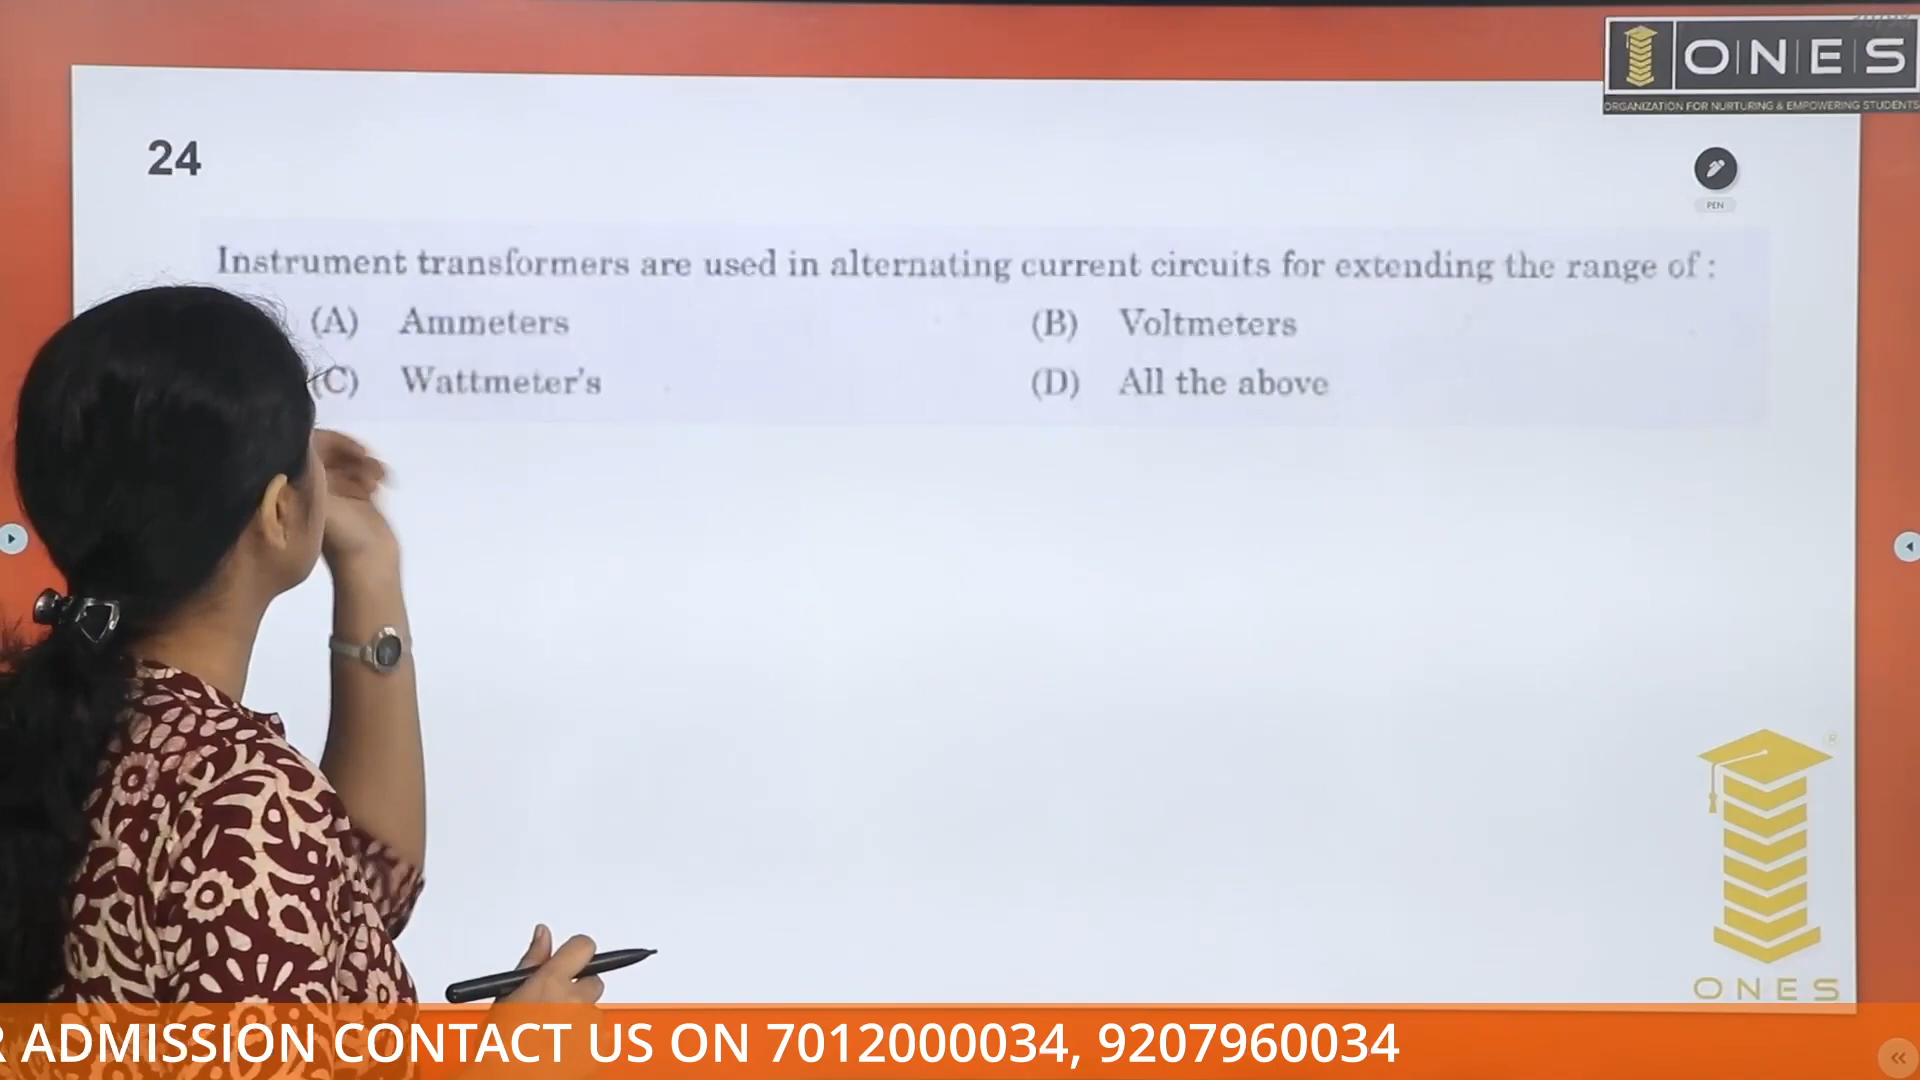 O|N|E|S
ORGANIZATION FOR NURTURING & EMPOWERING STUDENTS
24
PEN
Instrument transformers are used in alternating current circuits for extending the range of :
(A) Ammeters (B) Voltmeters
(C) Wattmeter's (D) All the above
®
ONES
ADMISSION CONTACT US ON 7012000034, 9207960034